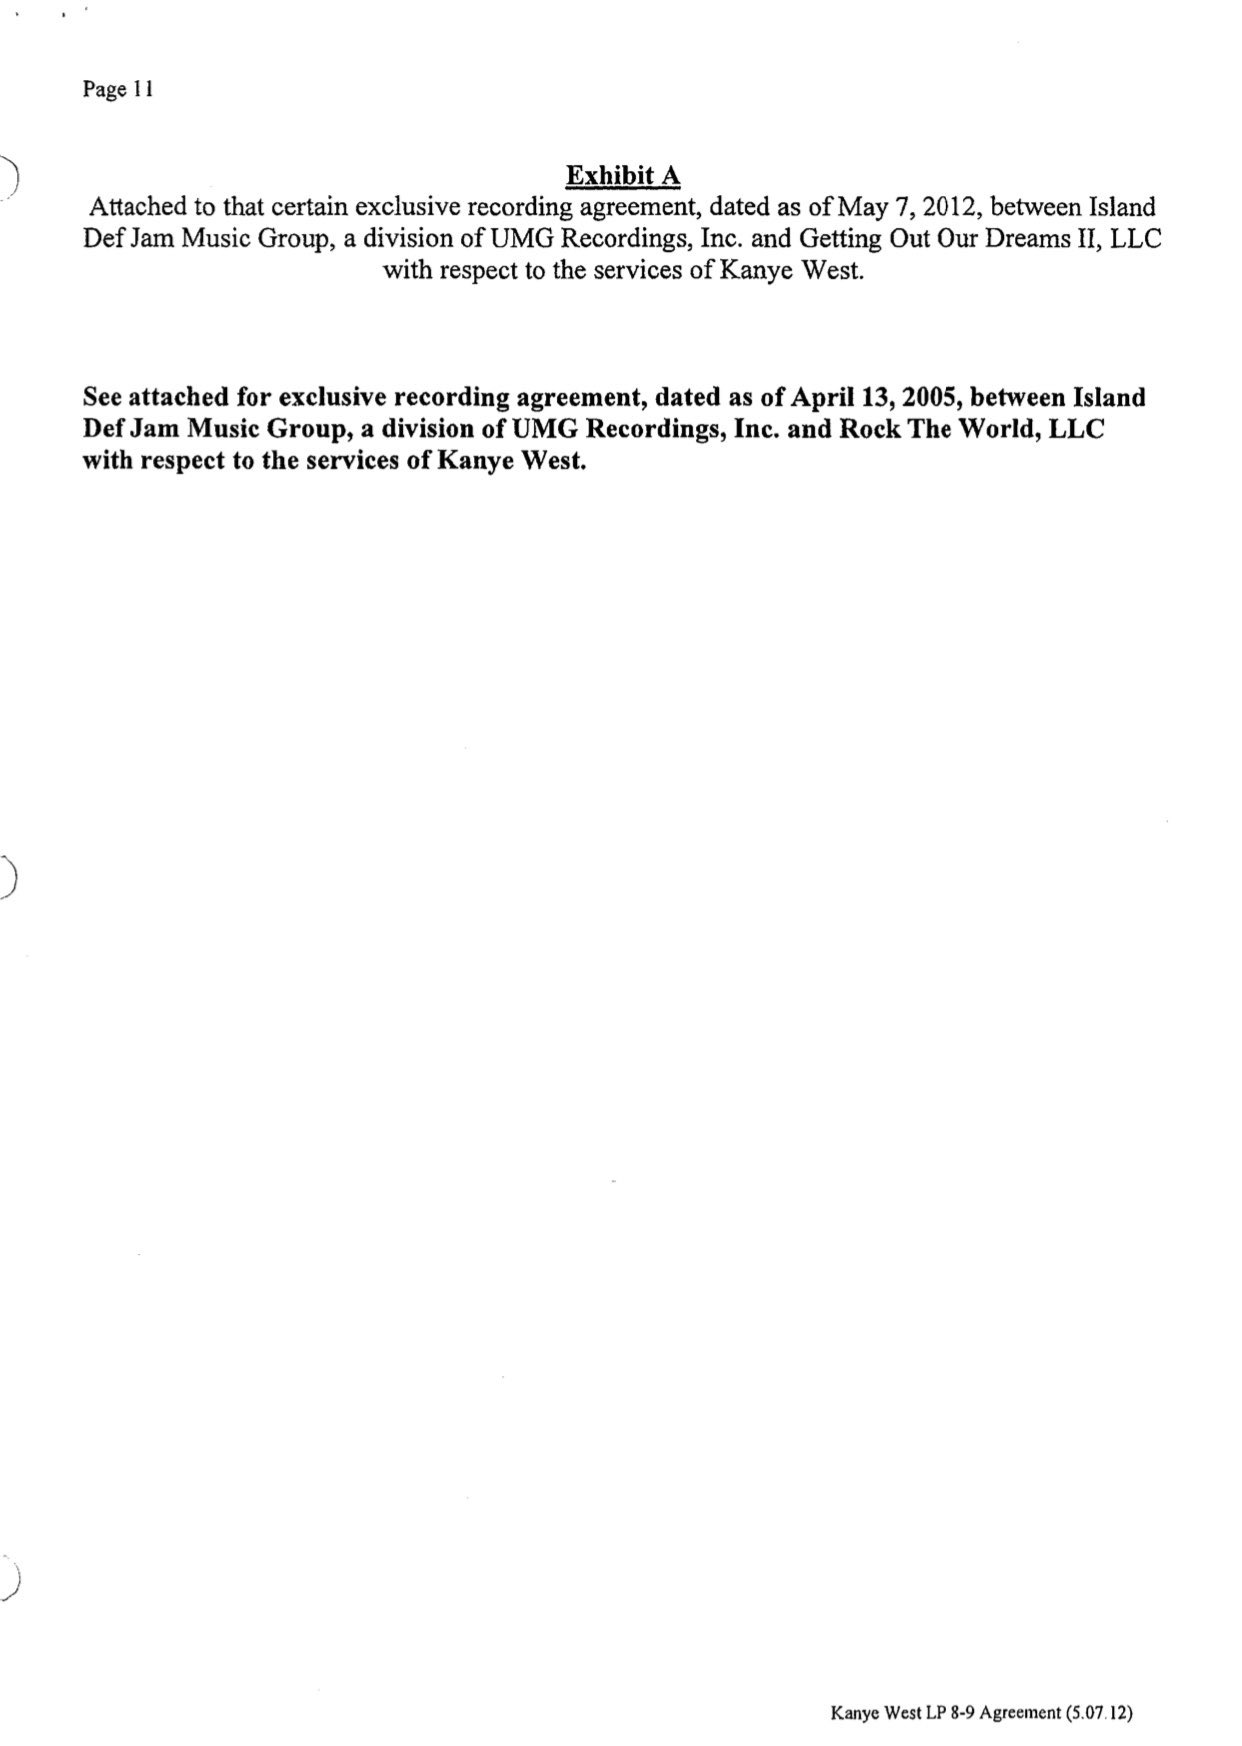 Page 11
Exhibit A
Attached to that certain exclusive recording agreement, dated as of May 7, 2012, between Island
Def Jam Music Group, a division of UMG Recordings, Inc. and Getting Out Our Dreams II, LLC
with respect to the services of Kanye West.
See attached for exclusive recording agreement, dated as of April 13, 2005, between Island
Def Jam Music Group, a division of UMG Recordings, Inc. and Rock The World, LLC
with respect to the services of Kanye West.
Kanye West LP 8-9 Agreement (5.07.12)